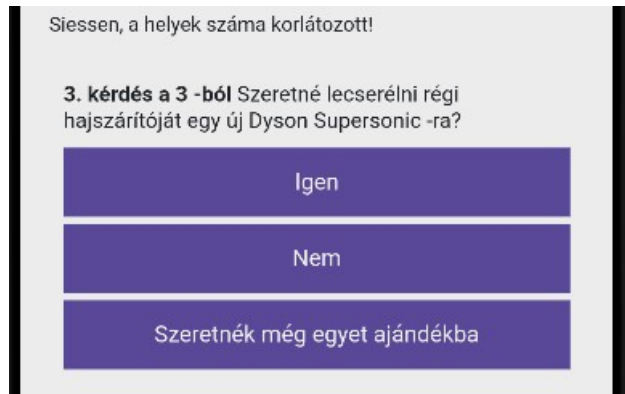 Siessen, a helyek száma korlátozott!
3. kérdés a 3 -ból Szeretné lecserélni régi
hajszárítóját egy új Dyson Supersonic -ra?
Igen
Nem
Szeretnék még egyet ajándékba